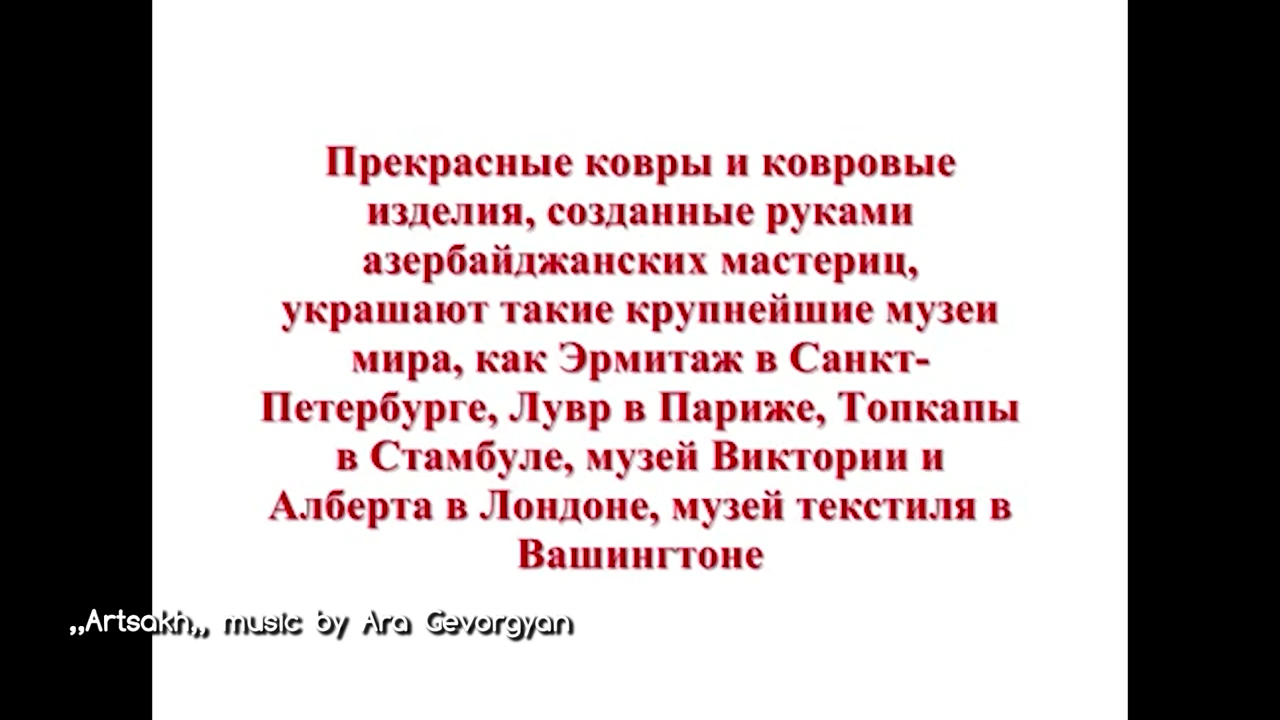 Прекрасные ковры и ковровые
изделия, созданные руками
азербайджанских мастериц,
украшают такие крупнейшие музеи
мира, как Эрмитаж в Санкт-
Петербурге, Лувр в Париже, Топкапы
в Стамбуле, музей Виктории и
Алберта в Лондоне, музей текстиля в
Вашингтоне
,,Artsakh,, music by Ara Gevorgyan